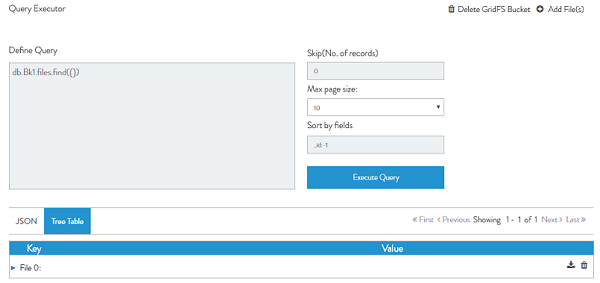 Query Executor
Delete GridFS Bucket Add File(s)
Define Query
db.Bk1.files.find({})
Skip(No. of records)
0
Max page size:
10
Sort by fields
_id:-1
Execute Query
JSON Tree Table
« First < Previous Showing 1 - 1 of 1 Next > Last »
Key Value
File 0: